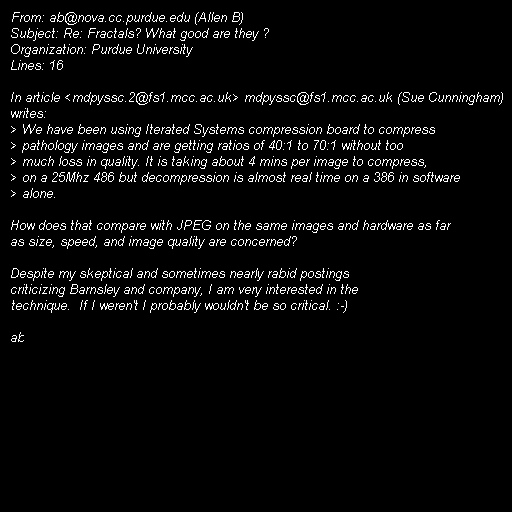 From: ab@nova.cc.purdue.edu (Allen B)
Subject: Re: Fractals? What good are they ?
Organization: Purdue University
Lines: 16

In article <mdpyssc.2@fs1.mcc.ac.uk> mdpyssc@fs1.mcc.ac.uk (Sue Cunningham)
writes:
> We have been using Iterated Systems compression board to compress
> pathology images and are getting ratios of 40:1 to 70:1 without too
> much loss in quality. It is taking about 4 mins per image to compress,
> on a 25Mhz 486 but decompression is almost real time on a 386 in software
> alone.

How does that compare with JPEG on the same images and hardware as far
as size, speed, and image quality are concerned?

Despite my skeptical and sometimes nearly rabid postings
criticizing Barnsley and company, I am very interested in the
technique.  If I weren't I probably wouldn't be so critical. :-)

ab